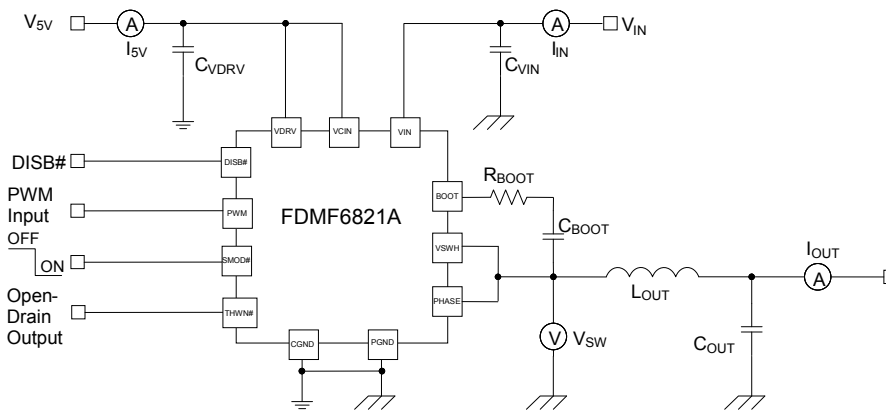 V5V
A
I5V
CVDRV
CVIN
A
IIN
VIN
VDRV
VCIN
VIN
DISB#
DISB#
PWM
Input
PWM
FDMF6821A
BOOT
RBOOT
CBOOT
OFF
ON
SMOD#
VSWH
IOUT
A
LOUT
Open-
Drain
Output
THWN#
PHASE
CGND
PGND
V
VSW
COUT